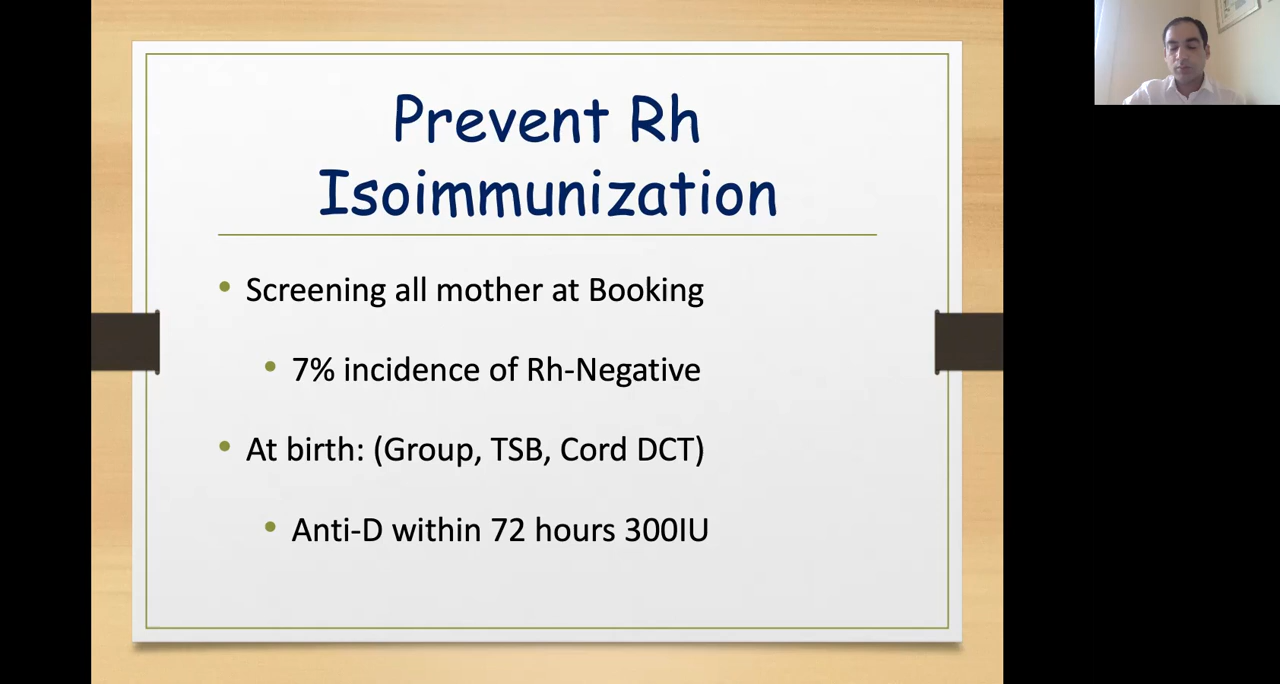 Prevent Rh
Isoimmunization
Screening all mother at Booking
7% incidence of Rh-Negative
At birth: (Group, TSB, Cord DCT)
Anti-D within 72 hours 300IU